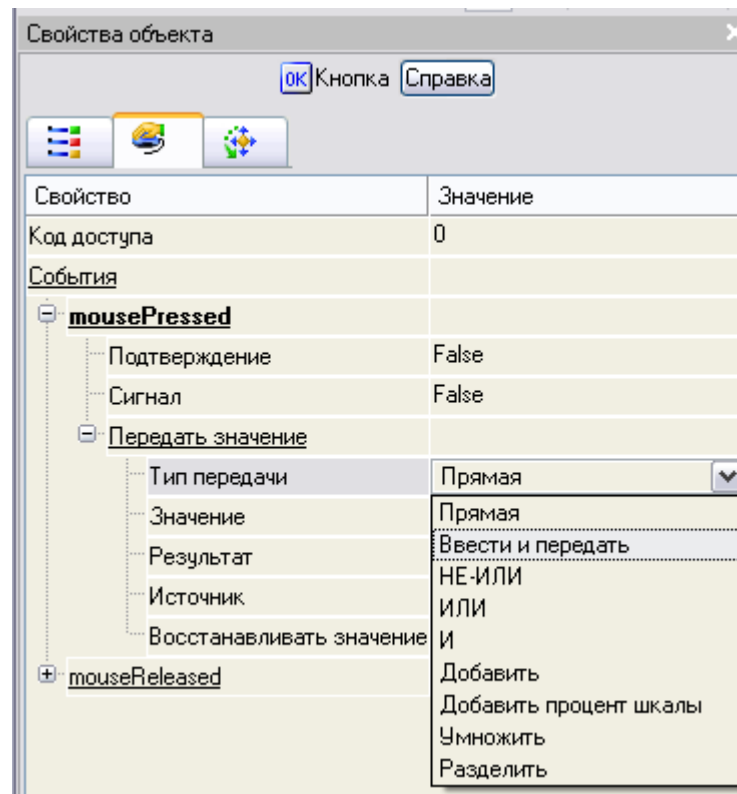 Свойства объекта
OK Кнопка Справка
Свойство Значение
Код доступа 0
События
mousePressed
Подтверждение False
Сигнал False
Передать значение
Тип передачи Прямая
Значение Прямая
Ввести и передать
Результат НЕ-ИЛИ
Источник ИЛИ
Восстанавливать значение И
mouseReleased Добавить
Добавить процент шкалы
Умножить
Разделить